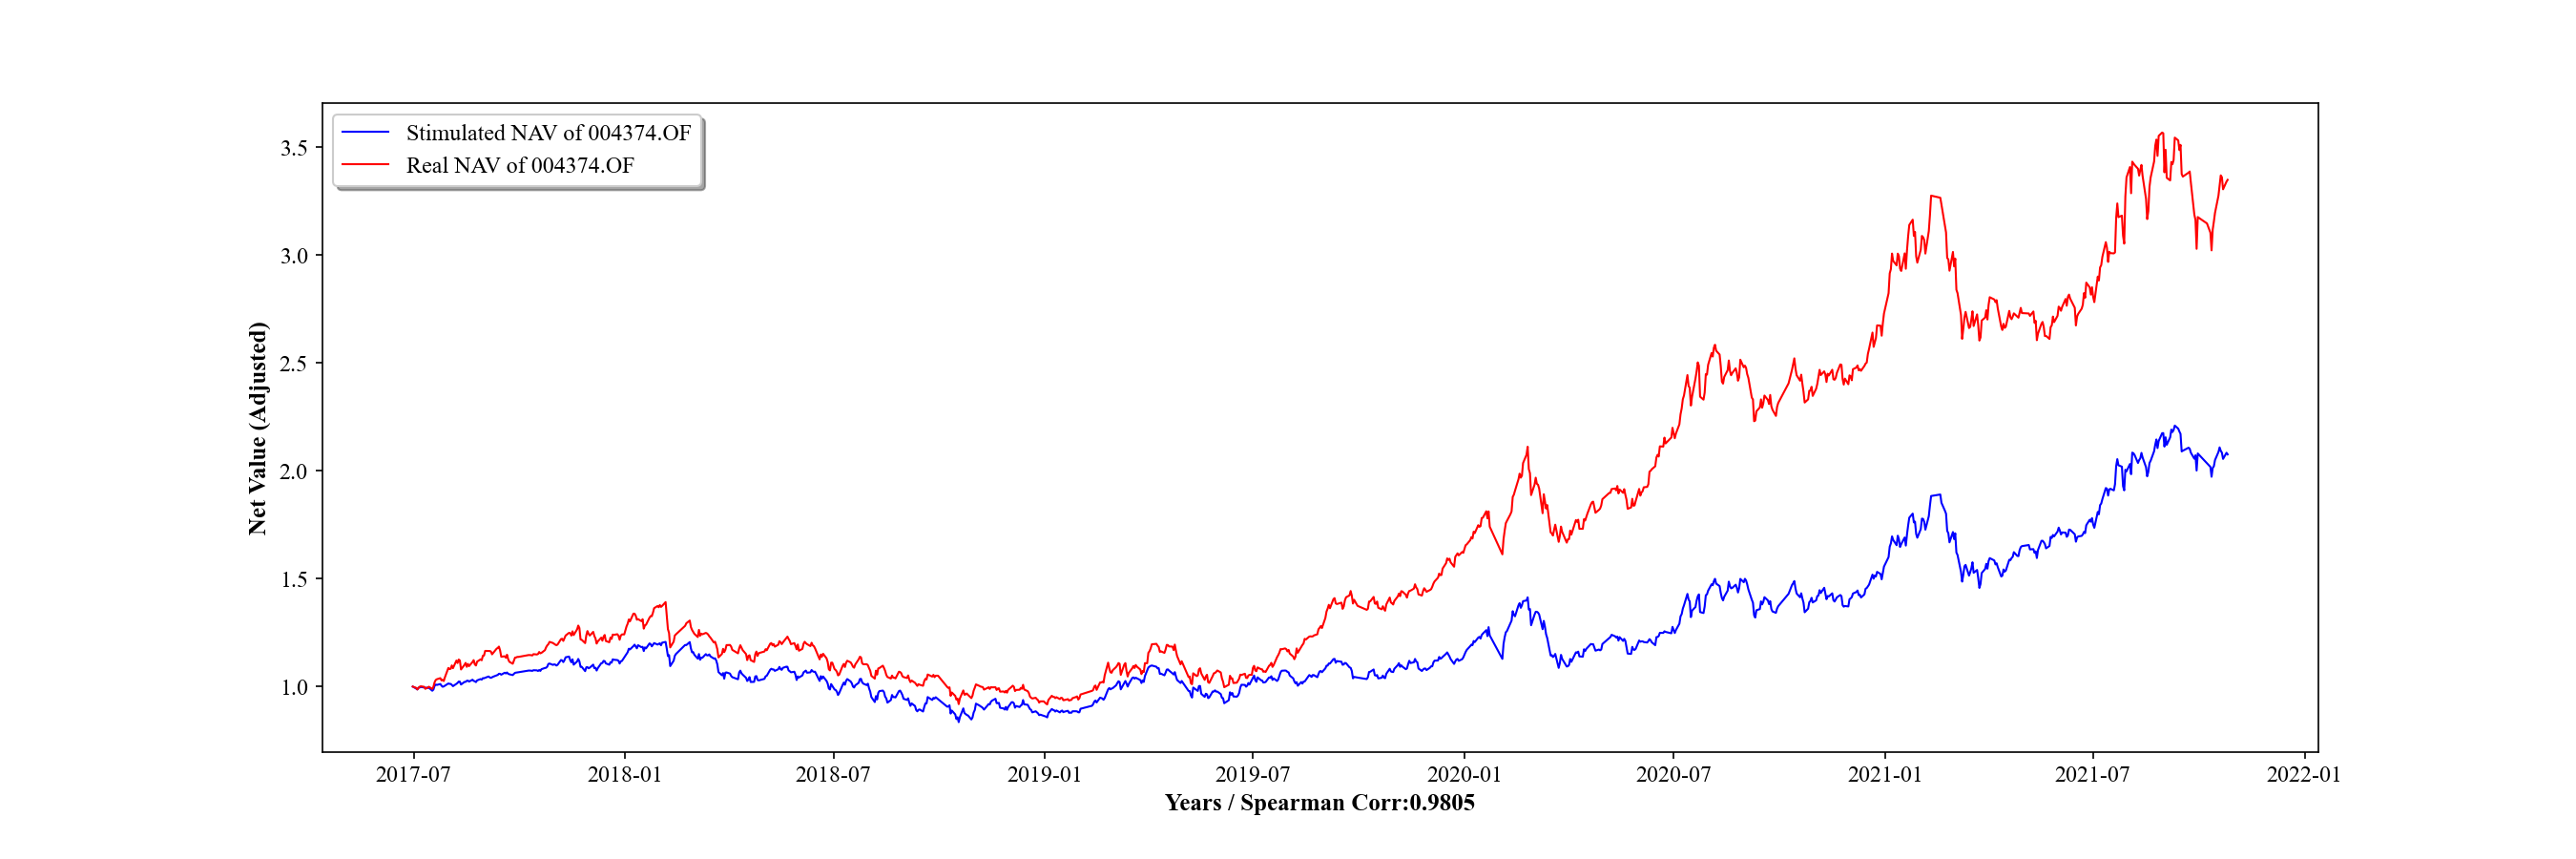 Stimulated NAV of 004374.OF
Real NAV of 004374.OF
3.5
3.0
2.5
2.0
1.5
1.0
Net Value (Adjusted)
2017-07 2018-01 2018-07 2019-01 2019-07 2020-01 2020-07 2021-01 2021-07 2022-01
Years / Spearman Corr:0.9805